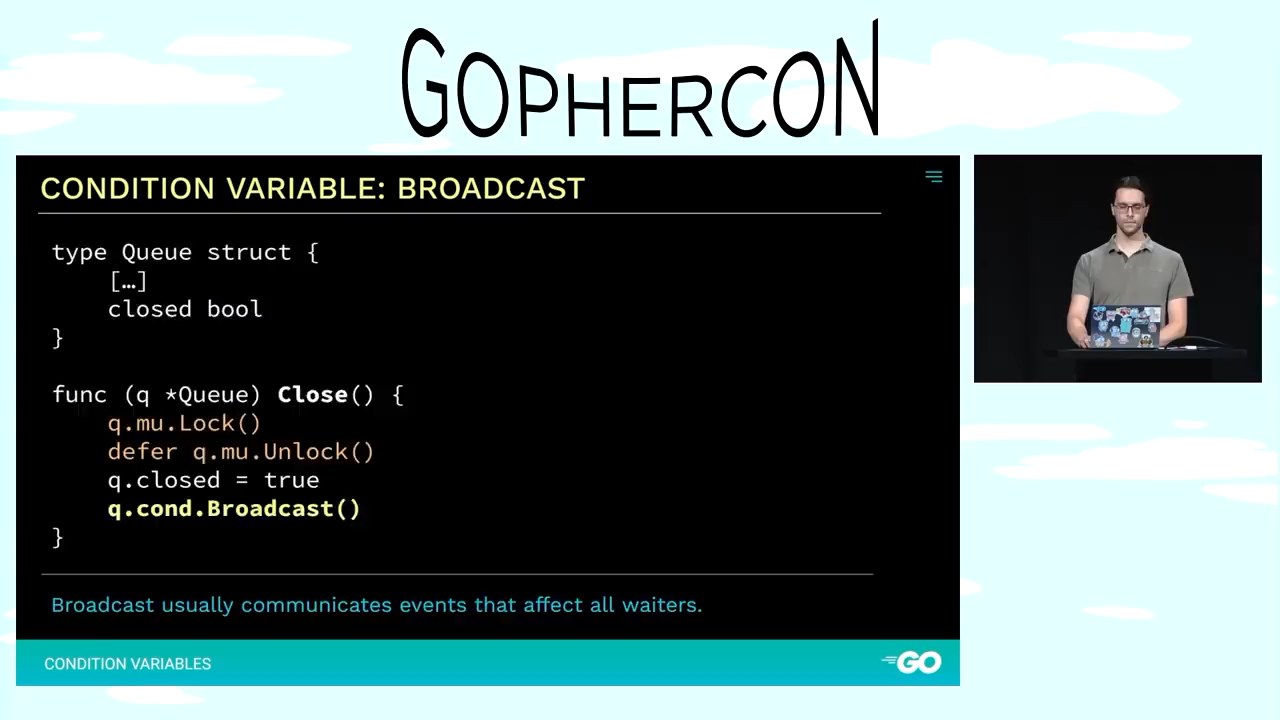 GOPHERCON
CONDITION VARIABLE: BROADCAST
type Queue struct {
    […]
    closed bool
}
func (q *Queue) Close() {
    q.mu.Lock()
    defer q.mu.Unlock()
    q.closed = true
    q.cond.Broadcast()
}
Broadcast usually communicates events that affect all waiters.
CONDITION VARIABLES
GO